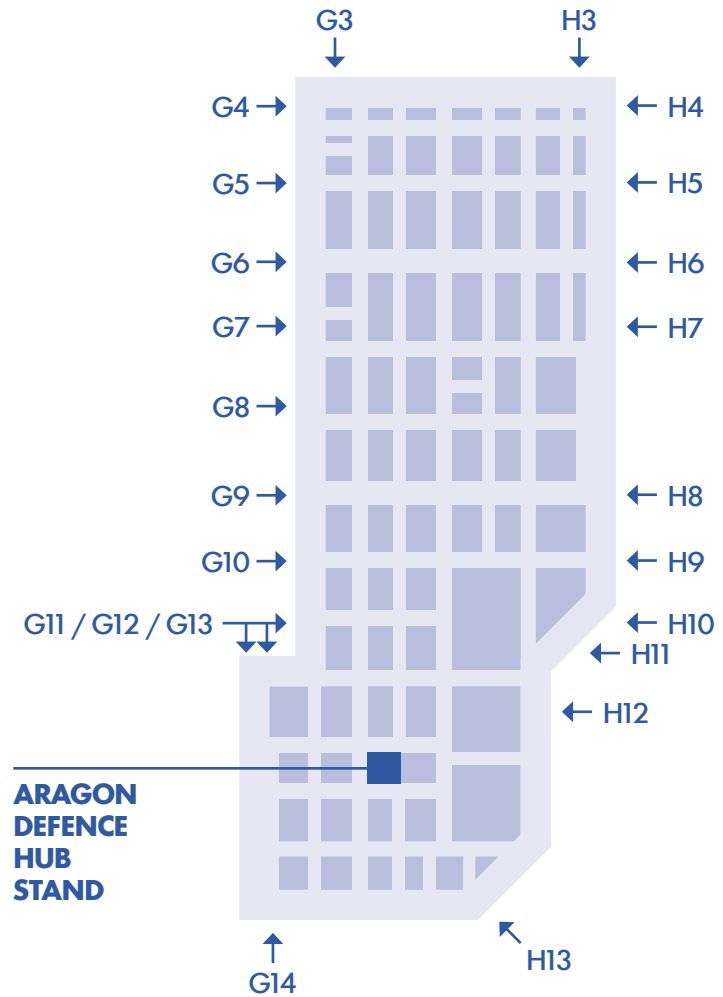 G3
H3
G4
H4
G5
H5
G6
H6
G7
H7
G8
G9
H8
G10
H9
G11 / G12 / G13
H10
H11
H12
ARAGON
DEFENCE
HUB
STAND
H13
G14